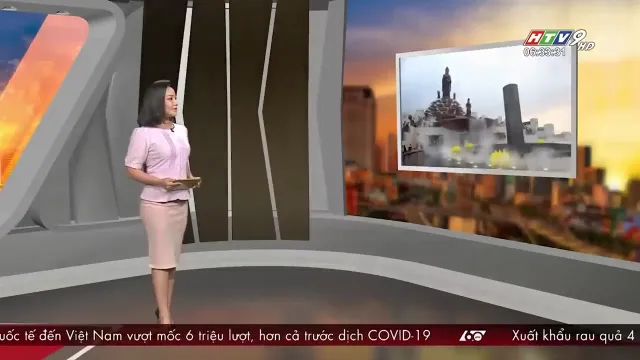 HTV9 HD
06:33:31
uốc tế đến Việt Nam vượt mốc 6 triệu lượt, hơn cả trước dịch COVID-19
Xuất khẩu rau quả 4